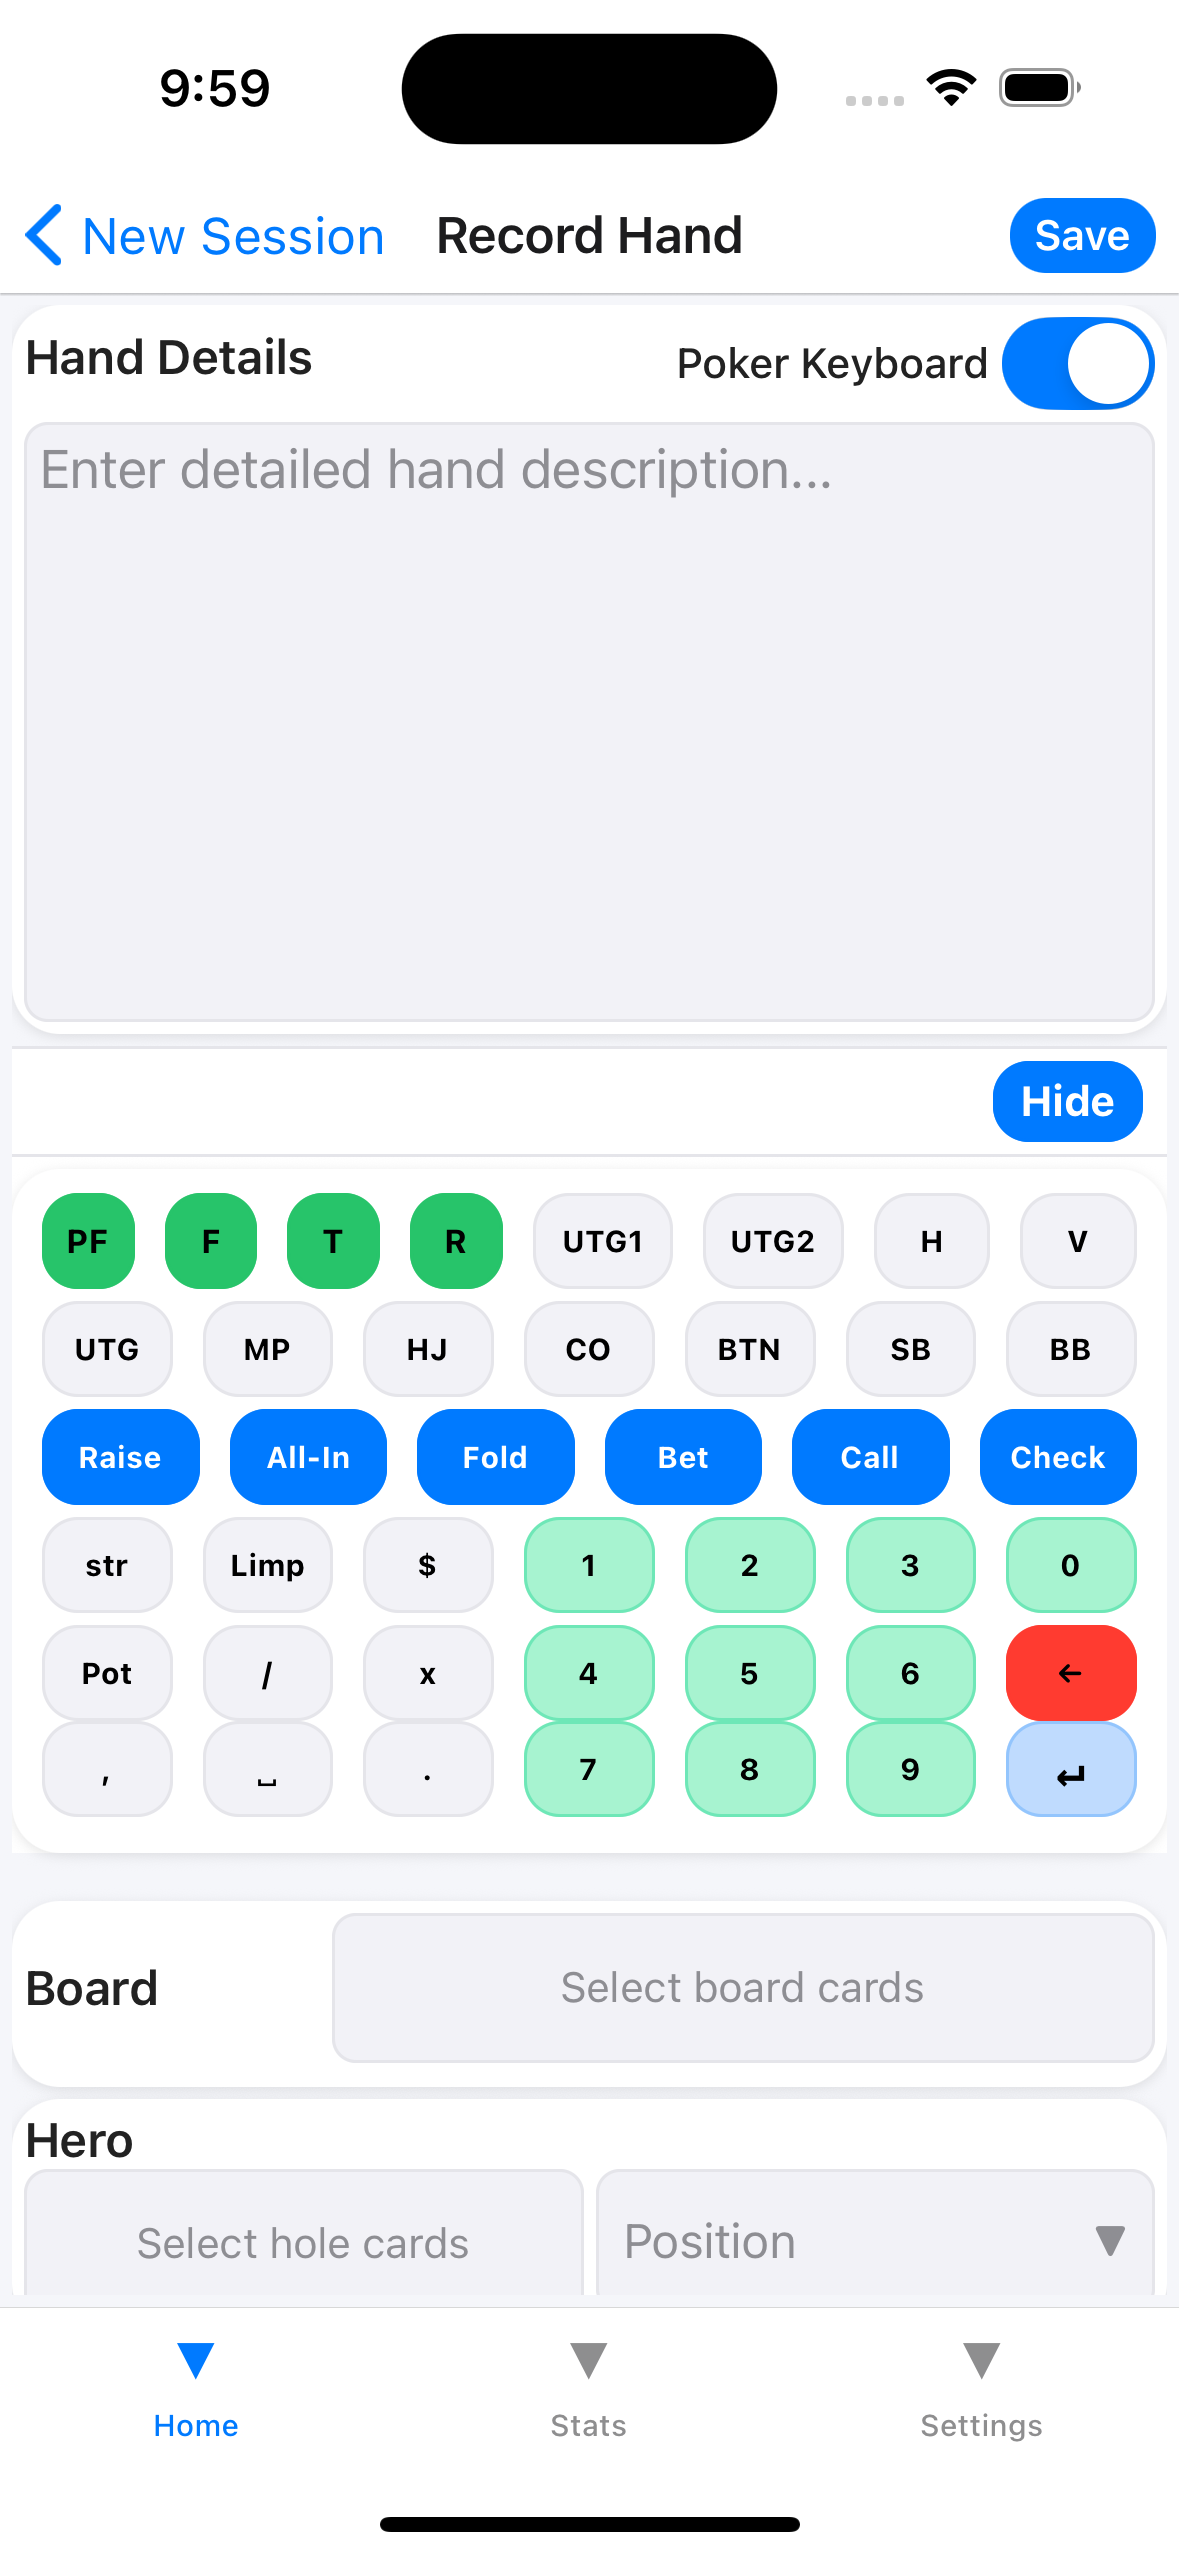 9:59
New Session Record Hand Save
Hand Details Poker Keyboard
Enter detailed hand description...
Hide
PF F T R UTG1 UTG2 H V
UTG MP HJ CO BTN SB BB
Raise All-In Fold Bet Call Check
str Limp $ 1 2 3 0
Pot / x 4 5 6 ←
, ␣ . 7 8 9 ↵
Board Select board cards
Hero
Select hole cards Position ▼
Home Stats Settings